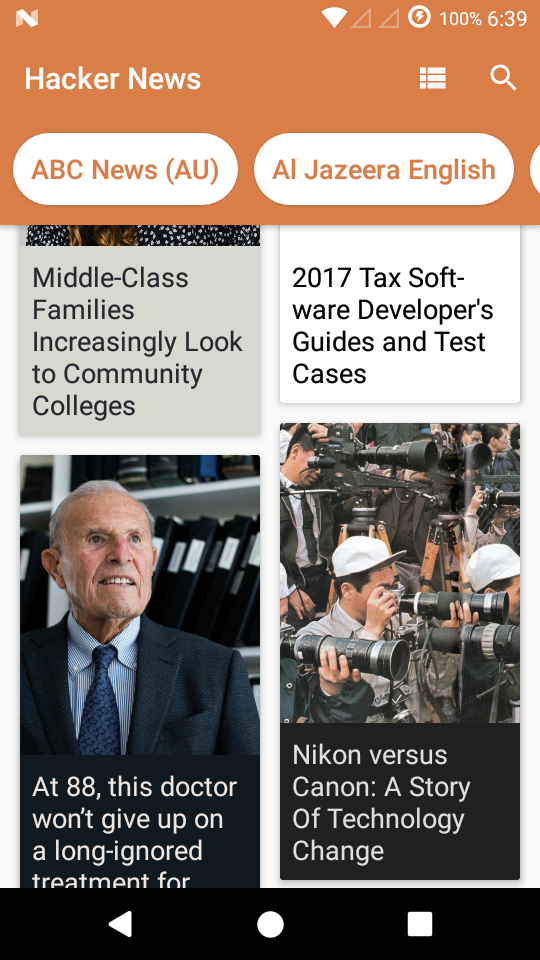 100% 6:39
Hacker News
ABC News (AU)
Al Jazeera English
Middle-Class
Families
Increasingly Look
to Community
Colleges
2017 Tax Soft-
ware Developer's
Guides and Test
Cases
At 88, this doctor
won’t give up on
a long-ignored
treatment for
Nikon versus
Canon: A Story
Of Technology
Change